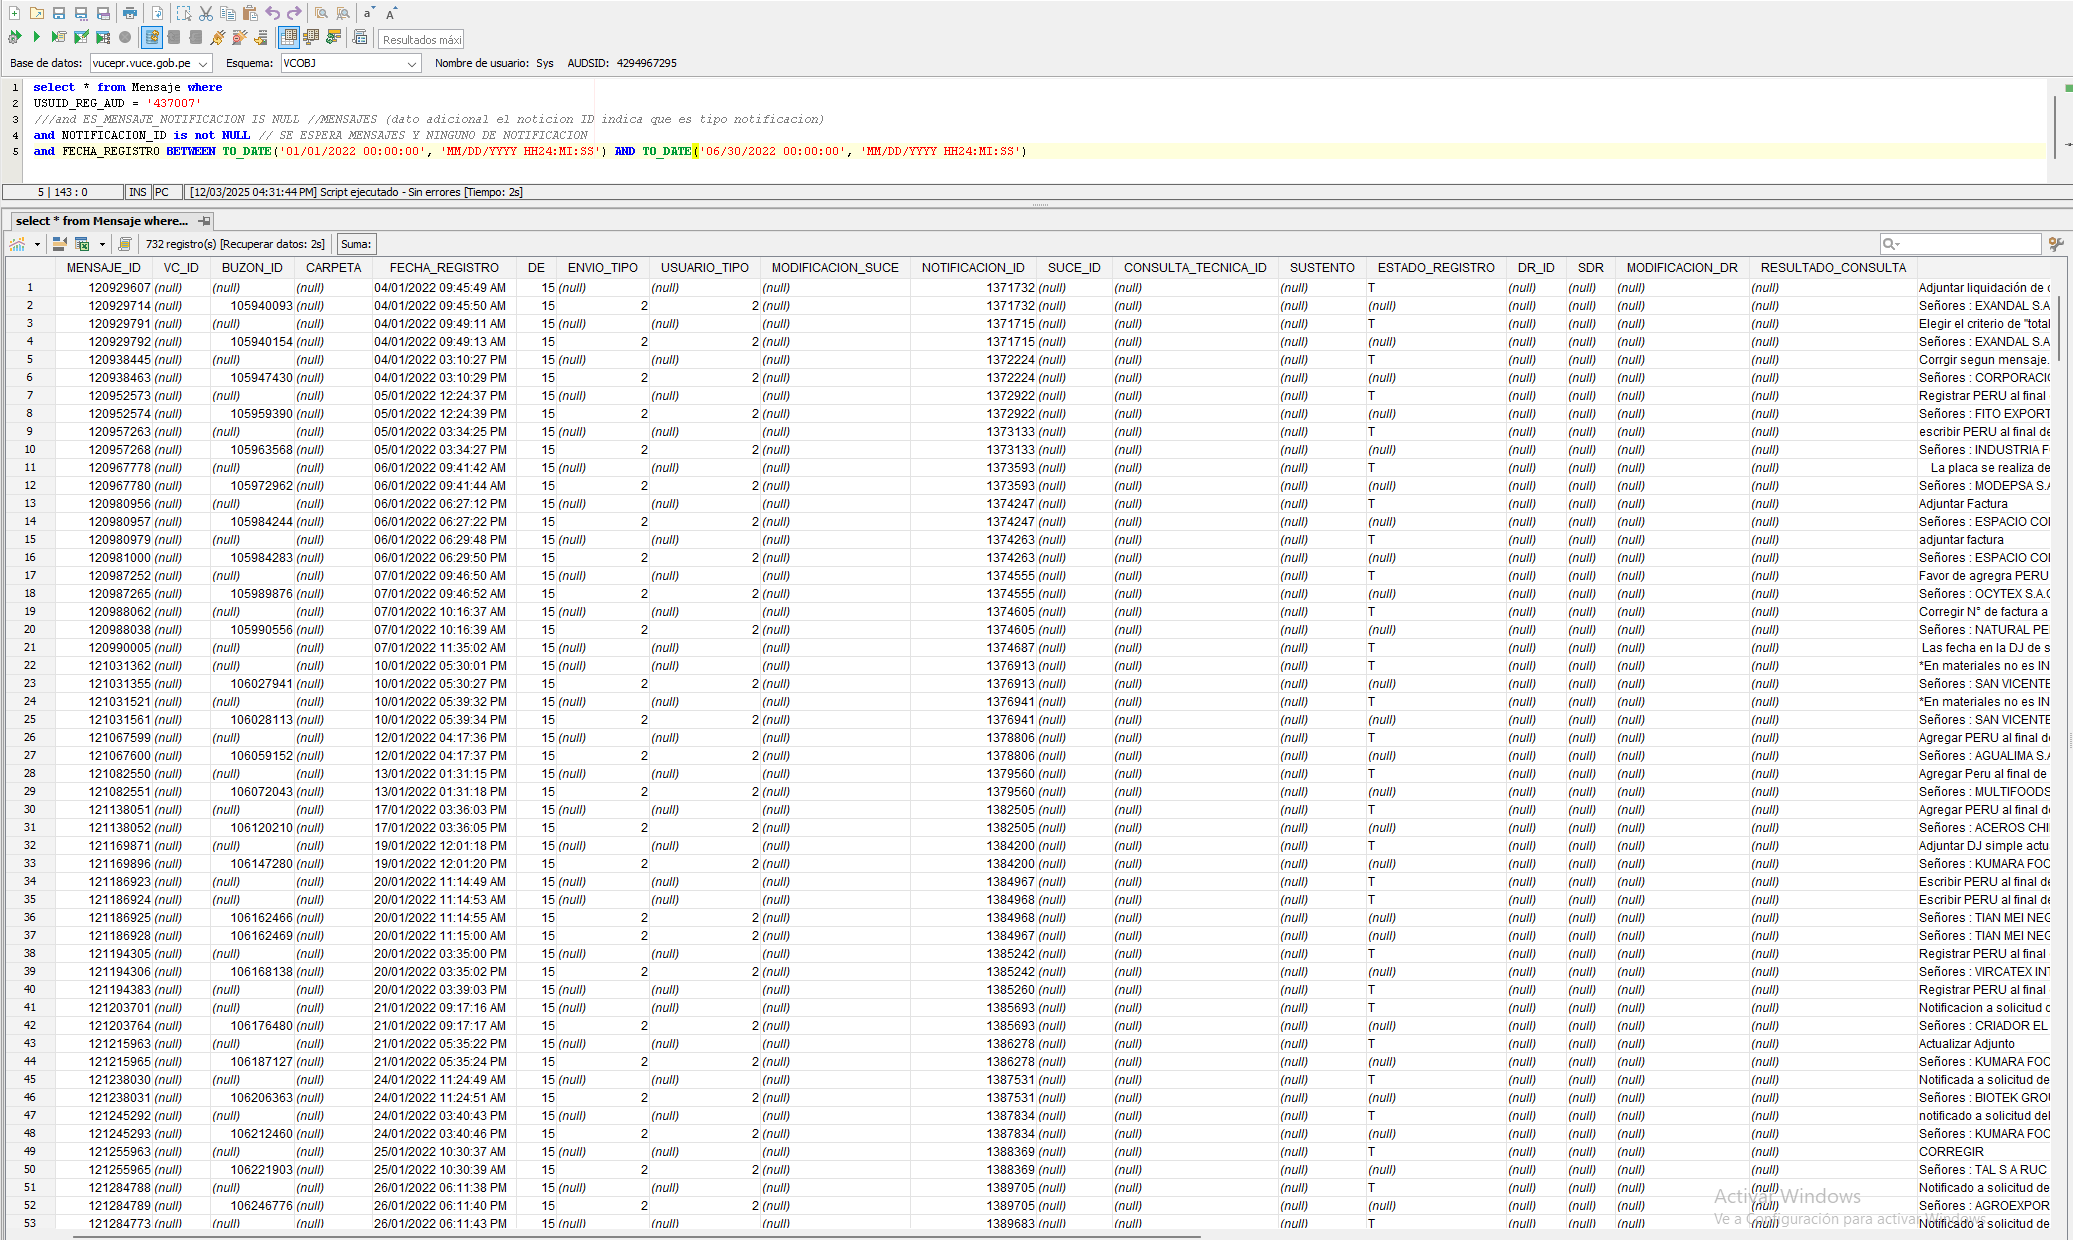 Resultados máxi
Base de datos: vucepr.vuce.gob.pe Esquema: VCOBJ Nombre de usuario: Sys AUDSID: 4294967295
1 select * from Mensaje where
2 USUID_REG_AUD = '437007'
3 ///and ES_MENSAJE_NOTIFICACION IS NULL //MENSAJES (dato adicional el noticion ID indica que es tipo notificacion)
4 and NOTIFICACION_ID is not NULL // SE ESPERA MENSAJES Y NINGUNO DE NOTIFICACION
5 and FECHA_REGISTRO BETWEEN TO_DATE('01/01/2022 00:00:00', 'MM/DD/YYYY HH24:MI:SS') AND TO_DATE('06/30/2022 00:00:00', 'MM/DD/YYYY HH24:MI:SS')
5 | 143 : 0 INS PC [12/03/2025 04:31:44 PM] Script ejecutado - Sin errores [Tiempo: 2s]
select * from Mensaje where...
732 registro(s) [Recuperar datos: 2s] Suma:
MENSAJE_ID VC_ID BUZON_ID CARPETA FECHA_REGISTRO DE ENVIO_TIPO USUARIO_TIPO MODIFICACION_SUCE NOTIFICACION_ID SUCE_ID CONSULTA_TECNICA_ID SUSTENTO ESTADO_REGISTRO DR_ID SDR MODIFICACION_DR RESULTADO_CONSULTA
1 120929607 (null) (null) (null) 04/01/2022 09:45:49 AM 15 (null) (null) (null) 1371732 (null) (null) (null) T (null) (null) (null) (null) Adjuntar liquidación de
2 120929714 (null) 105940093 (null) 04/01/2022 09:45:50 AM 15 2 2 (null) 1371732 (null) (null) (null) (null) (null) (null) (null) (null) Señores : EXANDAL S.A
3 120929791 (null) (null) (null) 04/01/2022 09:49:11 AM 15 (null) (null) (null) 1371715 (null) (null) (null) T (null) (null) (null) (null) Elegir el criterio de "total
4 120929792 (null) 105940154 (null) 04/01/2022 09:49:13 AM 15 2 2 (null) 1371715 (null) (null) (null) (null) (null) (null) (null) (null) Señores : EXANDAL S.A
5 120938445 (null) (null) (null) 04/01/2022 03:10:27 PM 15 (null) (null) (null) 1372224 (null) (null) (null) T (null) (null) (null) (null) Corrgir segun mensaje.
6 120938463 (null) 105947430 (null) 04/01/2022 03:10:29 PM 15 2 2 (null) 1372224 (null) (null) (null) (null) (null) (null) (null) (null) Señores : CORPORACI
7 120952573 (null) (null) (null) 05/01/2022 12:24:37 PM 15 (null) (null) (null) 1372922 (null) (null) (null) T (null) (null) (null) (null) Registrar PERU al final
8 120952574 (null) 105959390 (null) 05/01/2022 12:24:39 PM 15 2 2 (null) 1372922 (null) (null) (null) (null) (null) (null) (null) (null) Señores : FITO EXPORT
9 120957263 (null) (null) (null) 05/01/2022 03:34:25 PM 15 (null) (null) (null) 1373133 (null) (null) (null) T (null) (null) (null) (null) escribir PERU al final de
10 120957268 (null) 105963568 (null) 05/01/2022 03:34:27 PM 15 2 2 (null) 1373133 (null) (null) (null) (null) (null) (null) (null) (null) Señores : INDUSTRIA F
11 120967778 (null) (null) (null) 06/01/2022 09:41:42 AM 15 (null) (null) (null) 1373593 (null) (null) (null) T (null) (null) (null) (null) La placa se realiza de
12 120967780 (null) 105972962 (null) 06/01/2022 09:41:44 AM 15 2 2 (null) 1373593 (null) (null) (null) (null) (null) (null) (null) (null) Señores : MODEPSA S.A
13 120980956 (null) (null) (null) 06/01/2022 06:27:12 PM 15 (null) (null) (null) 1374247 (null) (null) (null) T (null) (null) (null) (null) Adjuntar Factura
14 120980957 (null) 105984244 (null) 06/01/2022 06:27:22 PM 15 2 2 (null) 1374247 (null) (null) (null) (null) (null) (null) (null) (null) Señores : ESPACIO CO
15 120980979 (null) (null) (null) 06/01/2022 06:29:48 PM 15 (null) (null) (null) 1374263 (null) (null) (null) T (null) (null) (null) (null) adjuntar factura
16 120981000 (null) 105984283 (null) 06/01/2022 06:29:50 PM 15 2 2 (null) 1374263 (null) (null) (null) (null) (null) (null) (null) (null) Señores : ESPACIO CO
17 120987252 (null) (null) (null) 07/01/2022 09:46:50 AM 15 (null) (null) (null) 1374555 (null) (null) (null) T (null) (null) (null) (null) Favor de agregra PERU
18 120987265 (null) 105989876 (null) 07/01/2022 09:46:52 AM 15 2 2 (null) 1374555 (null) (null) (null) (null) (null) (null) (null) (null) Señores : OCYTEX S.A.C
19 120988062 (null) (null) (null) 07/01/2022 10:16:37 AM 15 (null) (null) (null) 1374605 (null) (null) (null) T (null) (null) (null) (null) Corregir N° de factura a
20 120988038 (null) 105990556 (null) 07/01/2022 10:16:39 AM 15 2 2 (null) 1374605 (null) (null) (null) (null) (null) (null) (null) (null) Señores : NATURAL PE
21 120990005 (null) (null) (null) 07/01/2022 11:35:02 AM 15 (null) (null) (null) 1374687 (null) (null) (null) T (null) (null) (null) (null) Las fecha en la DJ de s
22 121031362 (null) (null) (null) 10/01/2022 05:30:01 PM 15 (null) (null) (null) 1376913 (null) (null) (null) T (null) (null) (null) (null) *En materiales no es IN
23 121031355 (null) 106027941 (null) 10/01/2022 05:30:27 PM 15 2 2 (null) 1376913 (null) (null) (null) (null) (null) (null) (null) (null) Señores : SAN VICENTE
24 121031521 (null) (null) (null) 10/01/2022 05:39:32 PM 15 (null) (null) (null) 1376941 (null) (null) (null) T (null) (null) (null) (null) *En materiales no es IN
25 121031561 (null) 106028113 (null) 10/01/2022 05:39:34 PM 15 2 2 (null) 1376941 (null) (null) (null) (null) (null) (null) (null) (null) Señores : SAN VICENTE
26 121067599 (null) (null) (null) 12/01/2022 04:17:36 PM 15 (null) (null) (null) 1378806 (null) (null) (null) T (null) (null) (null) (null) Agregar PERU al final de
27 121067600 (null) 106059152 (null) 12/01/2022 04:17:37 PM 15 2 2 (null) 1378806 (null) (null) (null) (null) (null) (null) (null) (null) Señores : AGUALIMA S.A
28 121082550 (null) (null) (null) 13/01/2022 01:31:15 PM 15 (null) (null) (null) 1379560 (null) (null) (null) T (null) (null) (null) (null) Agregar Peru al final de
29 121082551 (null) 106072043 (null) 13/01/2022 01:31:18 PM 15 2 2 (null) 1379560 (null) (null) (null) (null) (null) (null) (null) (null) Señores : MULTIFOODS
30 121138051 (null) (null) (null) 17/01/2022 03:36:03 PM 15 (null) (null) (null) 1382505 (null) (null) (null) T (null) (null) (null) (null) Agregar PERU al final de
31 121138052 (null) 106120210 (null) 17/01/2022 03:36:05 PM 15 2 2 (null) 1382505 (null) (null) (null) (null) (null) (null) (null) (null) Señores : ACEROS CHI
32 121169871 (null) (null) (null) 19/01/2022 12:01:18 PM 15 (null) (null) (null) 1384200 (null) (null) (null) T (null) (null) (null) (null) Adjuntar DJ simple actu
33 121169896 (null) 106147280 (null) 19/01/2022 12:01:20 PM 15 2 2 (null) 1384200 (null) (null) (null) (null) (null) (null) (null) (null) Señores : KUMARA FOO
34 121186923 (null) (null) (null) 20/01/2022 11:14:49 AM 15 (null) (null) (null) 1384967 (null) (null) (null) T (null) (null) (null) (null) Escribir PERU al final de
35 121186924 (null) (null) (null) 20/01/2022 11:14:53 AM 15 (null) (null) (null) 1384968 (null) (null) (null) T (null) (null) (null) (null) Escribir PERU al final de
36 121186925 (null) 106162466 (null) 20/01/2022 11:14:55 AM 15 2 2 (null) 1384968 (null) (null) (null) (null) (null) (null) (null) (null) Señores : TIAN MEI NEG
37 121186928 (null) 106162469 (null) 20/01/2022 11:15:00 AM 15 2 2 (null) 1384967 (null) (null) (null) (null) (null) (null) (null) (null) Señores : TIAN MEI NEG
38 121194305 (null) (null) (null) 20/01/2022 03:35:00 PM 15 (null) (null) (null) 1385242 (null) (null) (null) T (null) (null) (null) (null) Registrar PERU al final
39 121194306 (null) 106168138 (null) 20/01/2022 03:35:02 PM 15 2 2 (null) 1385242 (null) (null) (null) (null) (null) (null) (null) (null) Señores : VIRCATEX INT
40 121194383 (null) (null) (null) 20/01/2022 03:39:03 PM 15 (null) (null) (null) 1385260 (null) (null) (null) T (null) (null) (null) (null) Registrar PERU al final
41 121203701 (null) (null) (null) 21/01/2022 09:17:16 AM 15 (null) (null) (null) 1385693 (null) (null) (null) T (null) (null) (null) (null) Notificacion a solicitud
42 121203764 (null) 106176480 (null) 21/01/2022 09:17:17 AM 15 2 2 (null) 1385693 (null) (null) (null) (null) (null) (null) (null) (null) Señores : CRIADOR EL
43 121215963 (null) (null) (null) 21/01/2022 05:35:22 PM 15 (null) (null) (null) 1386278 (null) (null) (null) T (null) (null) (null) (null) Actualizar Adjunto
44 121215965 (null) 106187127 (null) 21/01/2022 05:35:24 PM 15 2 2 (null) 1386278 (null) (null) (null) (null) (null) (null) (null) (null) Señores : KUMARA FOO
45 121238030 (null) (null) (null) 24/01/2022 11:24:49 AM 15 (null) (null) (null) 1387531 (null) (null) (null) T (null) (null) (null) (null) Notificada a solicitud de
46 121238031 (null) 106206363 (null) 24/01/2022 11:24:51 AM 15 2 2 (null) 1387531 (null) (null) (null) (null) (null) (null) (null) (null) Señores : BIOTEK GRO
47 121245292 (null) (null) (null) 24/01/2022 03:40:43 PM 15 (null) (null) (null) 1387834 (null) (null) (null) T (null) (null) (null) (null) notificado a solicitud del
48 121245293 (null) 106212460 (null) 24/01/2022 03:40:46 PM 15 2 2 (null) 1387834 (null) (null) (null) (null) (null) (null) (null) (null) Señores : KUMARA FOO
49 121255963 (null) (null) (null) 25/01/2022 10:30:37 AM 15 (null) (null) (null) 1388369 (null) (null) (null) T (null) (null) (null) (null) CORREGIR
50 121255965 (null) 106221903 (null) 25/01/2022 10:30:39 AM 15 2 2 (null) 1388369 (null) (null) (null) (null) (null) (null) (null) (null) Señores : TAL S A RUC
51 121284788 (null) (null) (null) 26/01/2022 06:11:38 PM 15 (null) (null) (null) 1389705 (null) (null) (null) T (null) (null) (null) (null) Notificado a solicitud de
52 121284789 (null) 106246776 (null) 26/01/2022 06:11:40 PM 15 2 2 (null) 1389705 (null) (null) (null) (null) (null) (null) (null) (null) Señores : AGROEXPOR
53 121284773 (null) (null) (null) 26/01/2022 06:11:43 PM 15 (null) (null) (null) 1389683 (null) (null) (null) T (null) (null) (null) (null) Notificado a solicitud de
Activar Windows
Ve a Configuración para activar Windows.